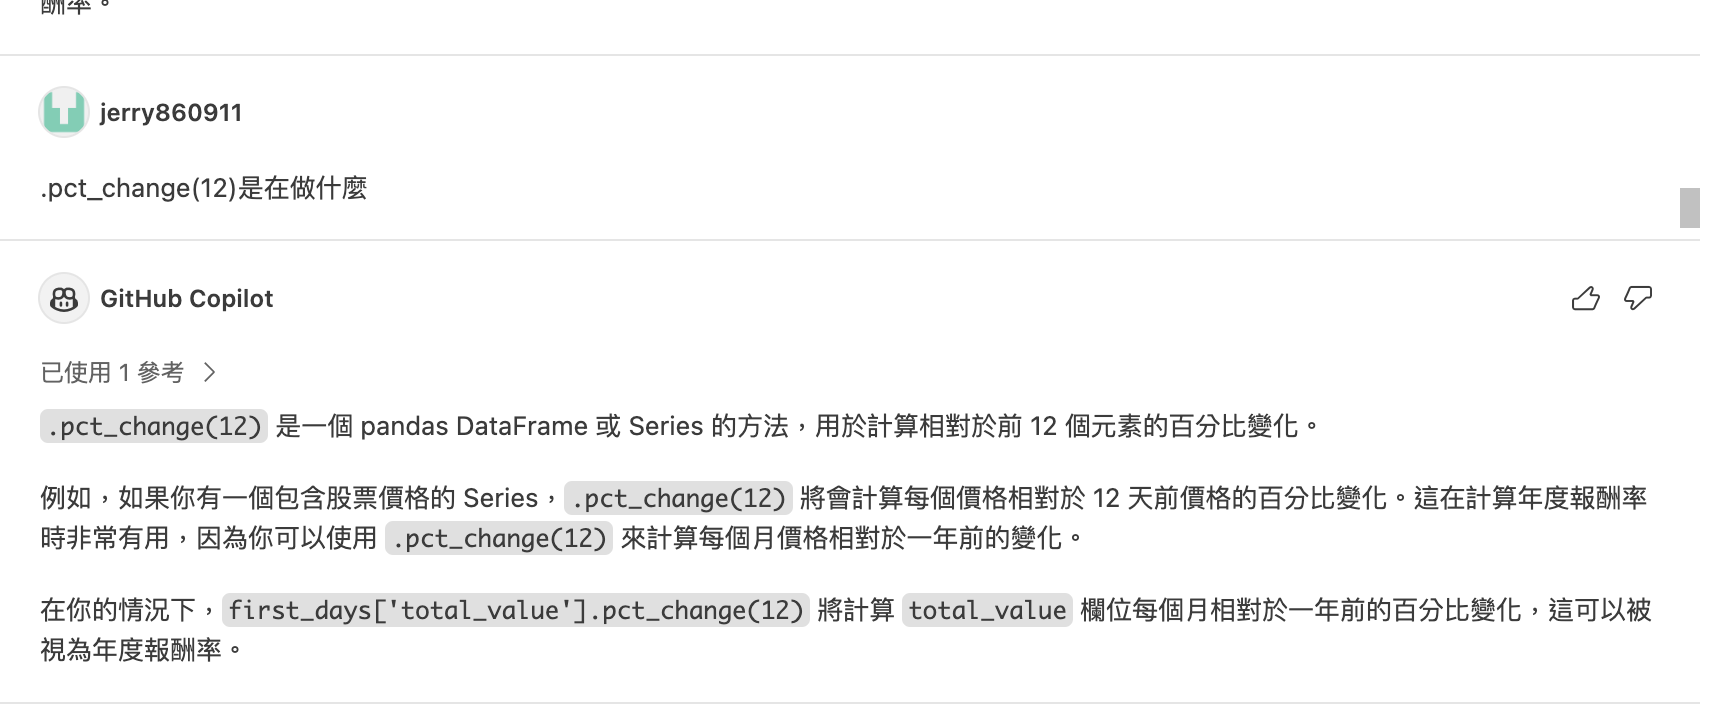 酬率。
jerry860911
.pct_change(12)是在做什麼
GitHub Copilot
已使用 1 參考
.pct_change(12) 是一個 pandas DataFrame 或 Series 的方法，用於計算相對於前 12 個元素的百分比變化。
例如，如果你有一個包含股票價格的 Series，.pct_change(12) 將會計算每個價格相對於 12 天前價格的百分比變化。這在計算年度報酬率
時非常有用，因為你可以使用 .pct_change(12) 來計算每個月價格相對於一年前的變化。
在你的情況下，first_days['total_value'].pct_change(12) 將計算 total_value 欄位每個月相對於一年前的百分比變化，這可以被
視為年度報酬率。